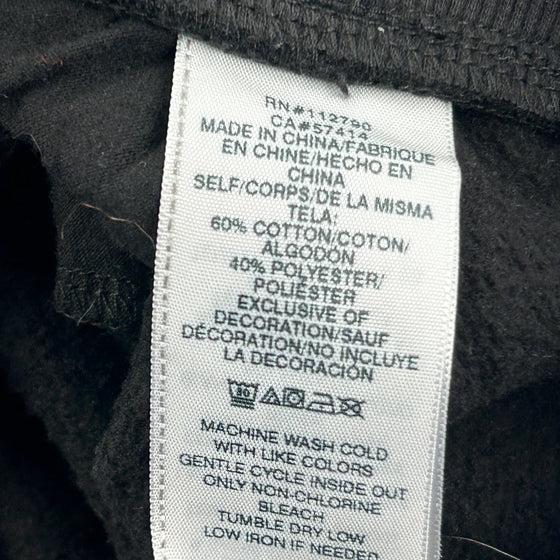 RN#112790
CA#57414
MADE IN CHINA/FABRIQUE
EN CHINE/HECHO EN
CHINA
SELF/CORPS/DE LA MISMA
TELA:
60% COTTON/COTON/
ALGODÓN
40% POLYESTER/
POLIÉSTER
EXCLUSIVE OF
DECORATION/SAUF
DÉCORATION/NO INCLUYE
LA DECORACIÓN
30
MACHINE WASH COLD
WITH LIKE COLORS
GENTLE CYCLE INSIDE OUT
ONLY NON-CHLORINE
BLEACH
TUMBLE DRY LOW
LOW IRON IF NEEDED